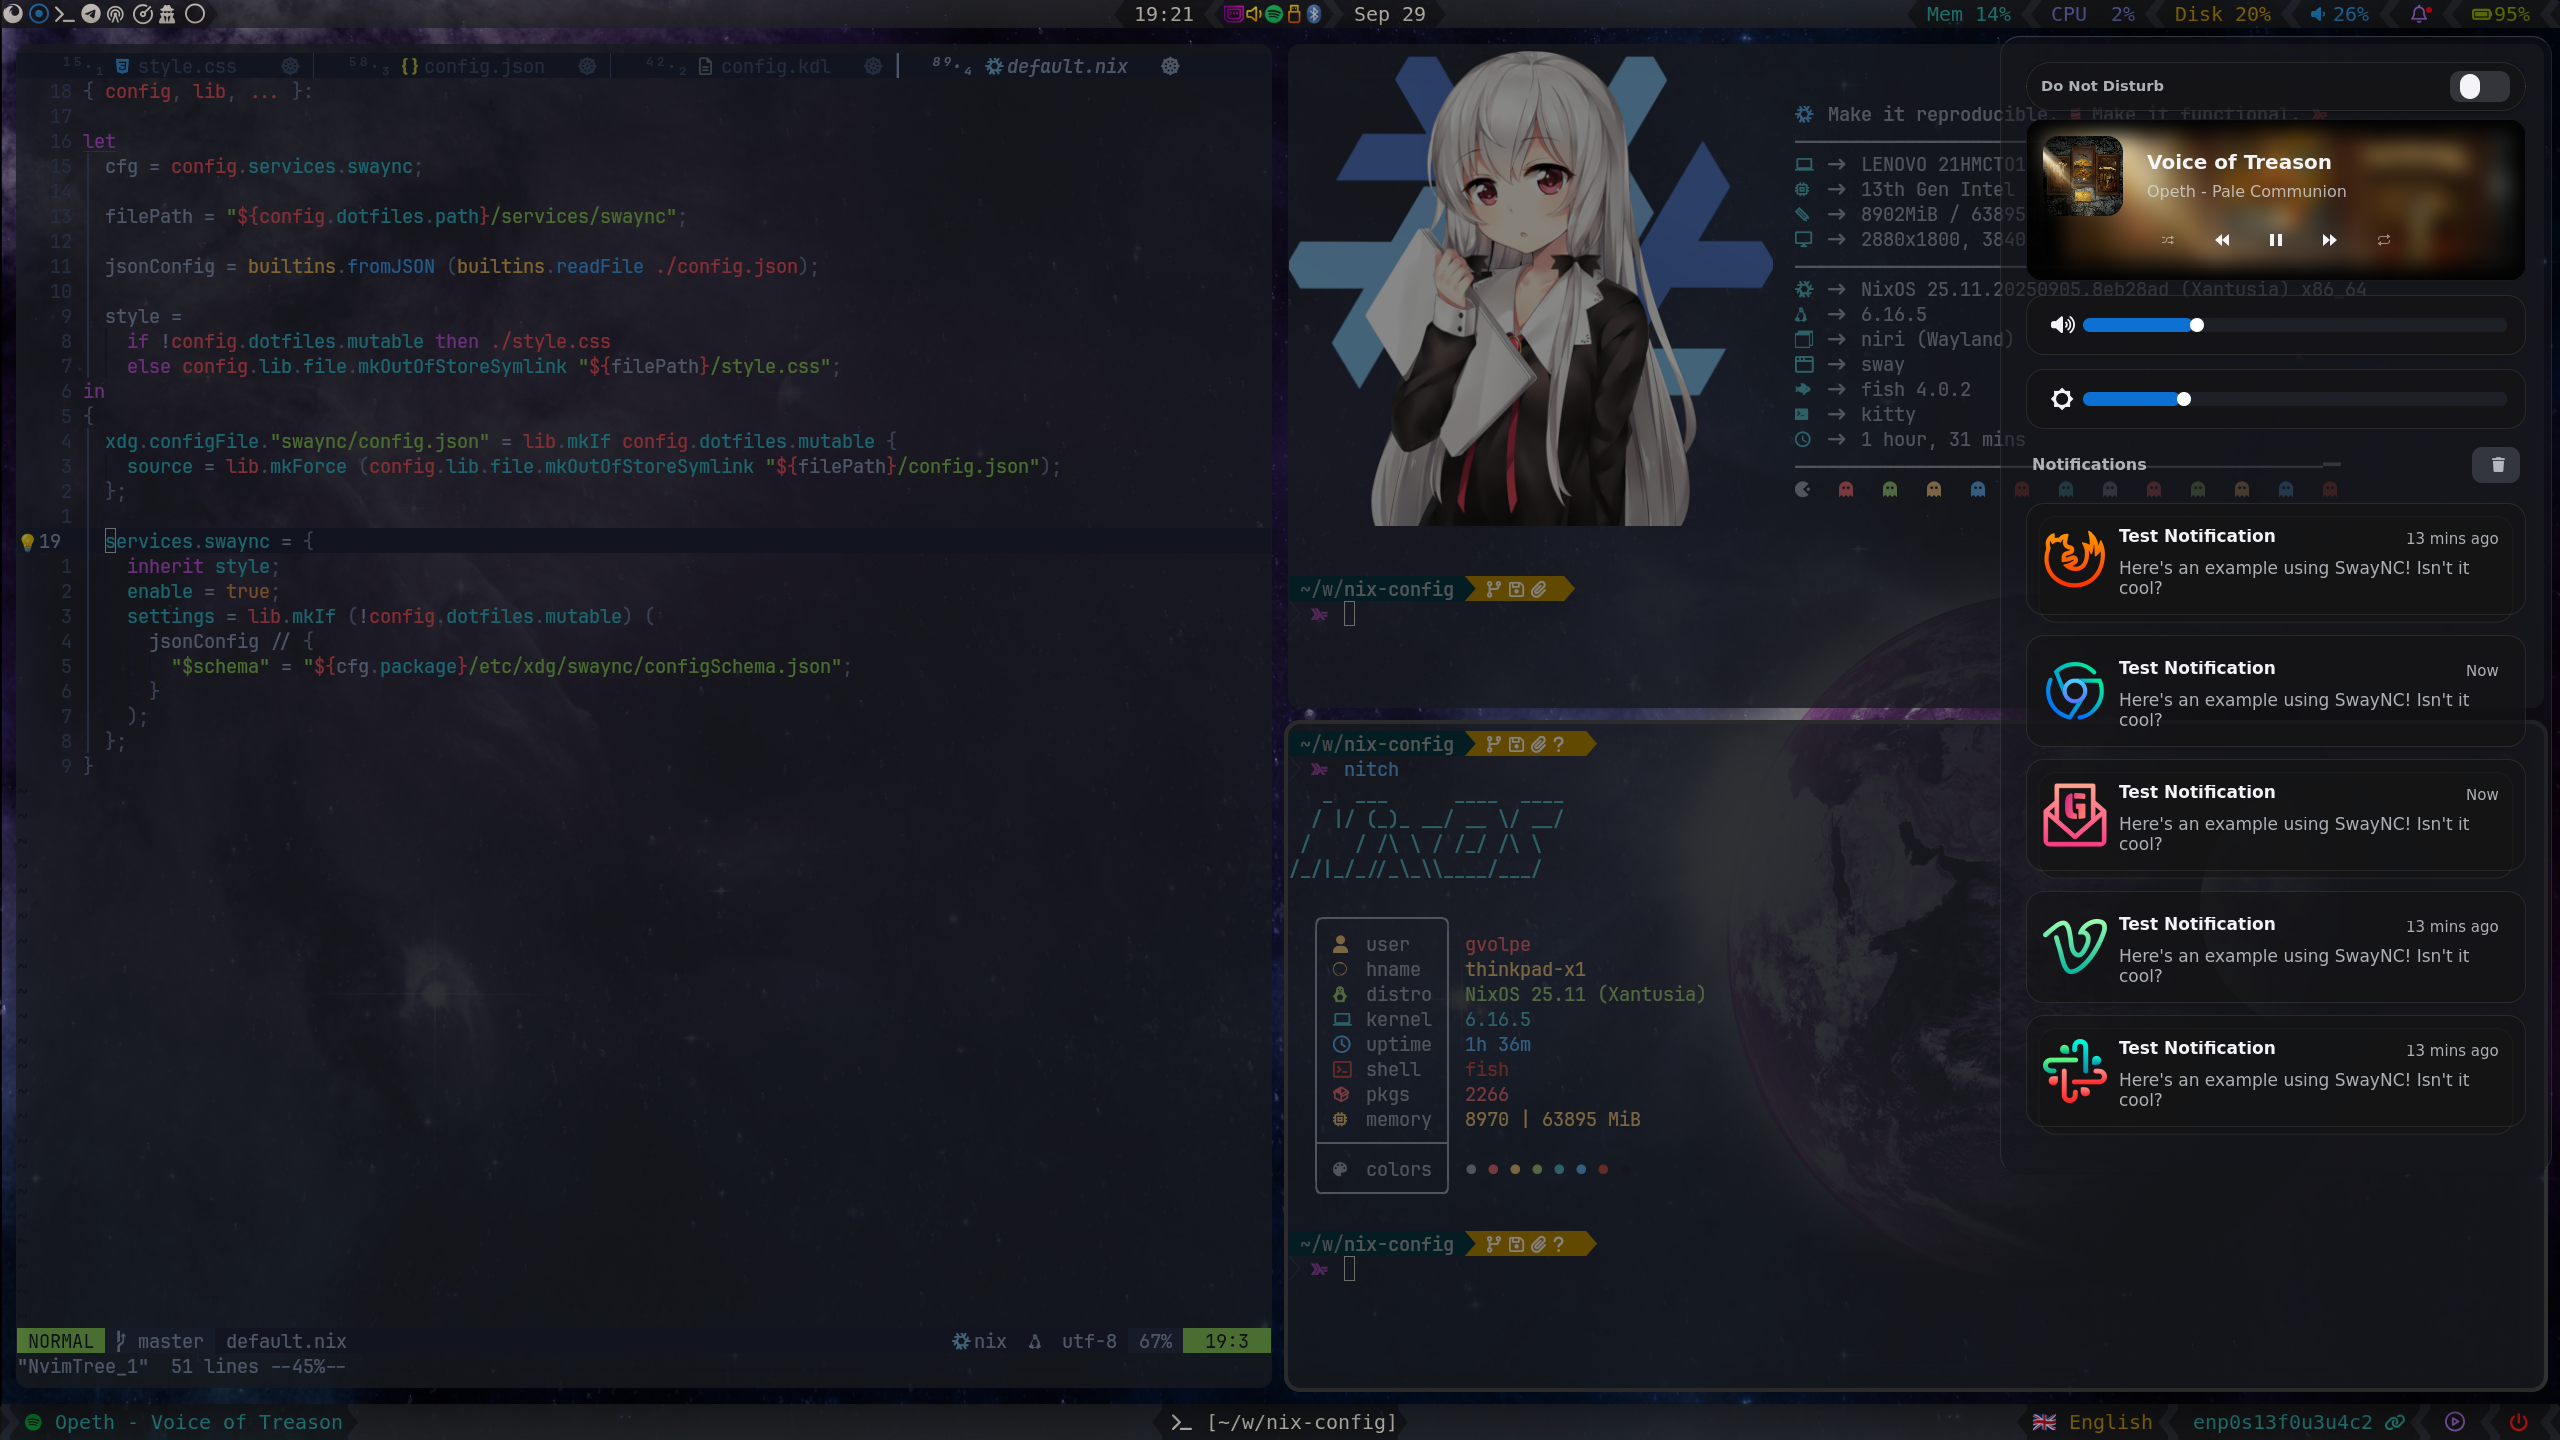 19:21
Sep 29
Mem 14%
CPU 2%
Disk 20%
26%
95%
15·1 style.css
58·3 {} config.json
42·2 config.kdl
89·4 default.nix
18 { config, lib, ... }:
17
16 let
15 cfg = config.services.swaync;
14
13 filePath = "${config.dotfiles.path}/services/swaync";
12
11 jsonConfig = builtins.fromJSON (builtins.readFile ./config.json);
10
9 style =
8 if !config.dotfiles.mutable then ./style.css
7 else config.lib.file.mkOutOfStoreSymlink "${filePath}/style.css";
6 in
5 {
4 xdg.configFile."swaync/config.json" = lib.mkIf config.dotfiles.mutable {
3 source = lib.mkForce (config.lib.file.mkOutOfStoreSymlink "${filePath}/config.json");
2 };
1
19 services.swaync = {
1 inherit style;
2 enable = true;
3 settings = lib.mkIf (!config.dotfiles.mutable) (
4 jsonConfig // {
5 "$schema" = "${cfg.package}/etc/xdg/swaync/configSchema.json";
6 }
7 );
8 };
9 }
NORMAL master default.nix
nix utf-8 67% 19:3
"NvimTree_1" 51 lines --45%--
Make it reproducible. Make it functional.
→ LENOVO 21HMCTO1
→ 13th Gen Intel
→ 8902MiB / 63895
→ 2880x1800, 3840
→ NixOS 25.11.20250905.8eb28ad (Xantusia) x86_64
→ 6.16.5
→ niri (Wayland)
→ sway
→ fish 4.0.2
→ kitty
→ 1 hour, 31 mins
~/w/nix-config
~/w/nix-config ?
nitch
user gvolpe
hname thinkpad-x1
distro NixOS 25.11 (Xantusia)
kernel 6.16.5
uptime 1h 36m
shell fish
pkgs 2266
memory 8970 | 63895 MiB
colors
~/w/nix-config ?
Do Not Disturb
Voice of Treason
Opeth - Pale Communion
Notifications
Test Notification
13 mins ago
Here's an example using SwayNC! Isn't it
cool?
Test Notification
Now
Here's an example using SwayNC! Isn't it
cool?
Test Notification
Now
Here's an example using SwayNC! Isn't it
cool?
Test Notification
13 mins ago
Here's an example using SwayNC! Isn't it
cool?
Test Notification
13 mins ago
Here's an example using SwayNC! Isn't it
cool?
Opeth - Voice of Treason
[~/w/nix-config]
English
enp0s13f0u3u4c2